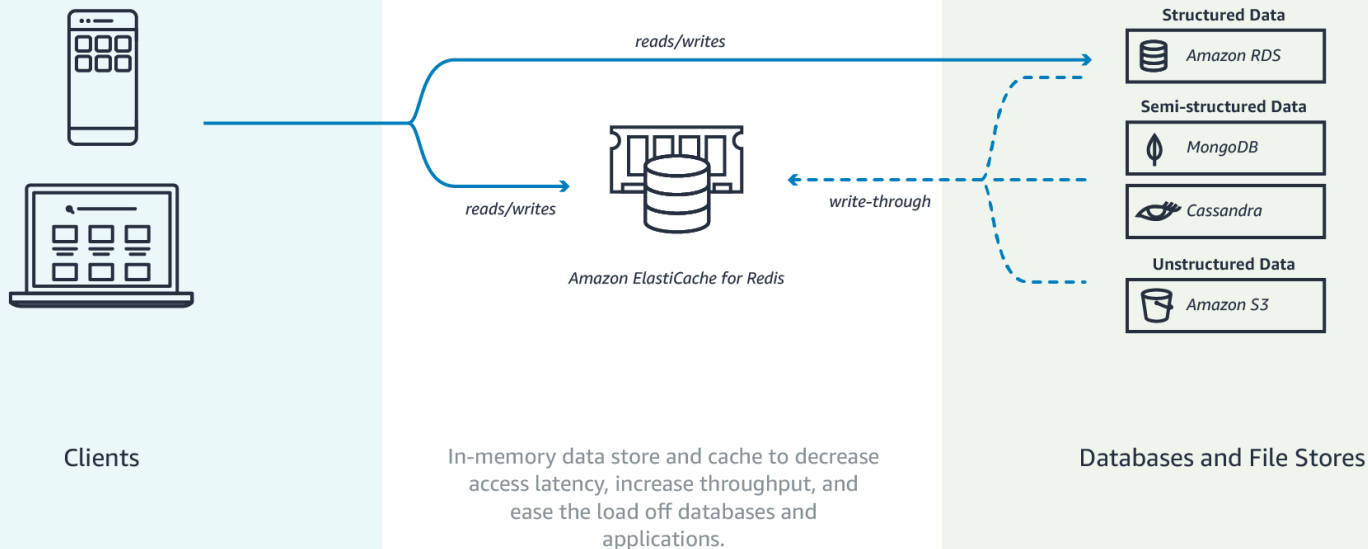 Structured Data
reads/writes
Amazon RDS
Semi-structured Data
MongoDB
reads/writes
write-through
Cassandra
Amazon ElastiCache for Redis
Unstructured Data
Amazon S3
Clients
In-memory data store and cache to decrease
access latency, increase throughput, and
ease the load off databases and
applications.
Databases and File Stores